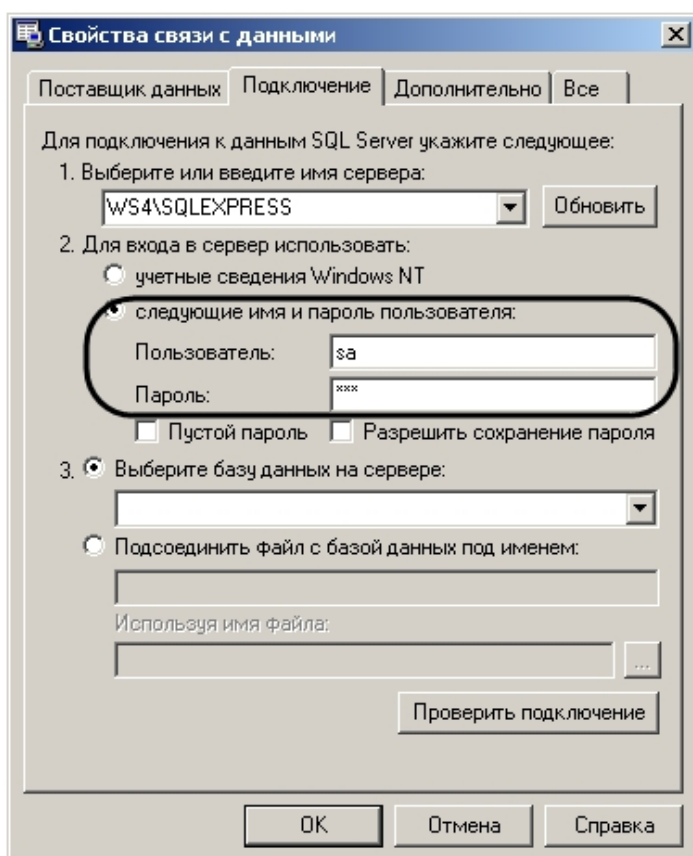 Свойства связи с данными
Поставщик данных Подключение Дополнительно Все
Для подключения к данным SQL Server укажите следующее:
1. Выберите или введите имя сервера:
WS4\SQLEXPRESS Обновить
2. Для входа в сервер использовать:
учетные сведения Windows NT
следующие имя и пароль пользователя:
Пользователь: sa
Пароль: ×××
Пустой пароль Разрешить сохранение пароля
3. Выберите базу данных на сервере:
Подсоединить файл с базой данных под именем:
Используя имя файла:
...
Проверить подключение
OK Отмена Справка